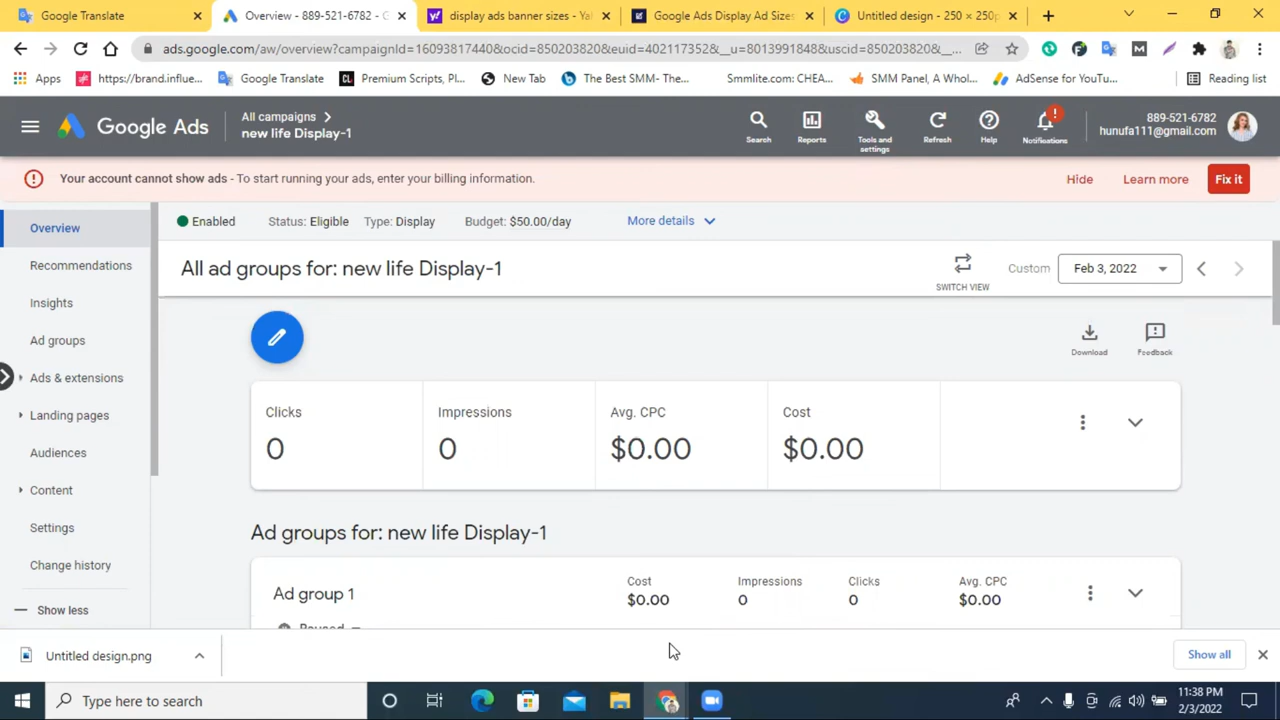 Google Translate
Overview - 889-521-6782 - G
display ads banner sizes - Ya
Google Ads Display Ad Sizes
Untitled design - 250 × 250p
ads.google.com/aw/overview?campaignId=16093817440&ocid=850203820&euid=402117352&__u=8013991848&uscid=850203820&__...
Apps
https://brand.influe...
Google Translate
Premium Scripts, Pl...
New Tab
The Best SMM- The...
Smmlite.com: CHEA...
SMM Panel, A Whol...
AdSense for YouTu...
Reading list
Google Ads
All campaigns
new life Display-1
Search
Reports
Tools and
settings
Refresh
Help
Notifications
889-521-6782
hunufa111@gmail.com
Your account cannot show ads - To start running your ads, enter your billing information.
Hide
Learn more
Fix it
Overview
Recommendations
Insights
Ad groups
Ads & extensions
Landing pages
Audiences
Content
Settings
Change history
Show less
Enabled
Status: Eligible
Type: Display
Budget: $50.00/day
More details
All ad groups for: new life Display-1
SWITCH VIEW
Custom
Feb 3, 2022
Download
Feedback
Clicks
0
Impressions
0
Avg. CPC
$0.00
Cost
$0.00
Ad groups for: new life Display-1
Ad group 1
Cost
$0.00
Impressions
0
Clicks
0
Avg. CPC
$0.00
Paused
Untitled design.png
Show all
Type here to search
11:38 PM
2/3/2022